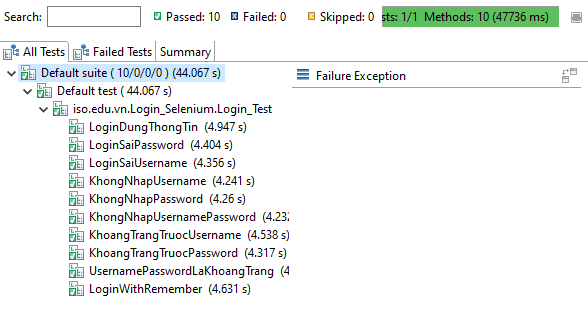 Search: Passed: 10 Failed: 0 Skipped: 0 sts: 1/1 Methods: 10 (47736 ms)
All Tests Failed Tests Summary
Default suite ( 10/0/0/0 ) (44.067 s)
Failure Exception
Default test ( 44.067 s)
iso.edu.vn.Login_Selenium.Login_Test
LoginDungThongTin (4.947 s)
LoginSaiPassword (4.404 s)
LoginSaiUsername (4.356 s)
KhongNhapUsername (4.241 s)
KhongNhapPassword (4.26 s)
KhongNhapUsernamePassword (4.232
KhoangTrangTruocUsername (4.538 s)
KhoangTrangTruocPassword (4.317 s)
UsernamePasswordLaKhoangTrang (4
LoginWithRemember (4.631 s)